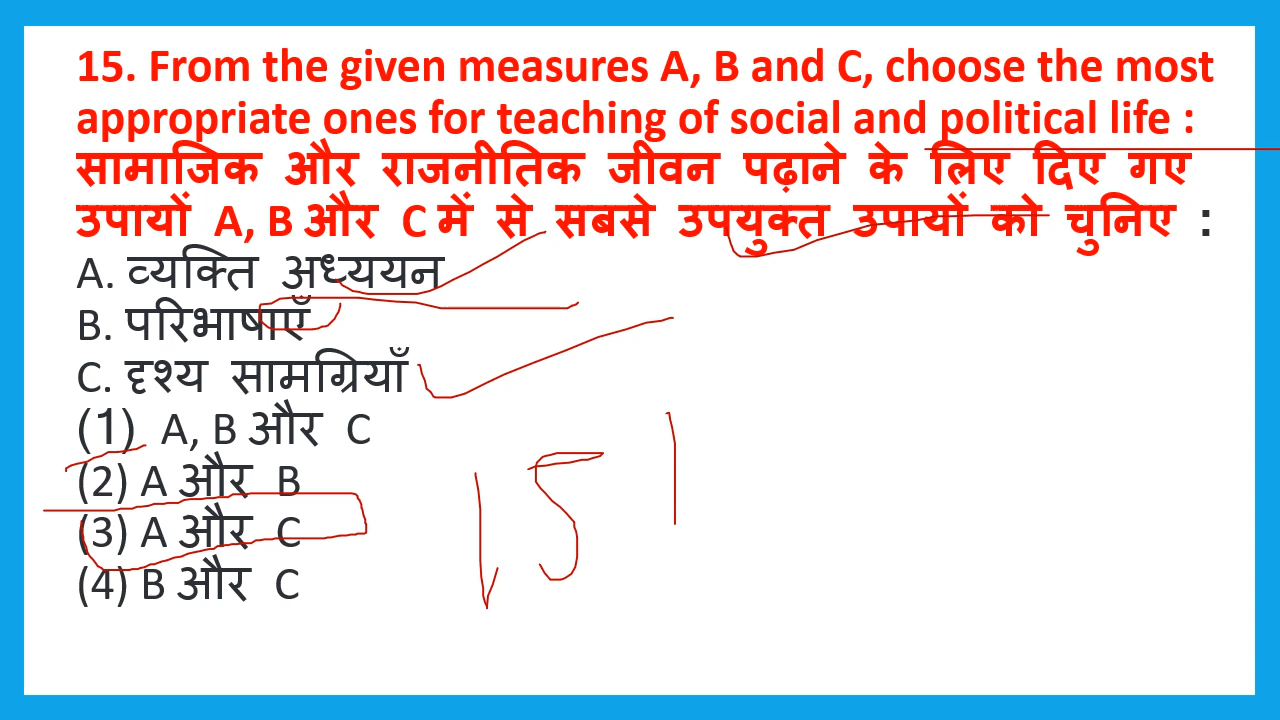 15. From the given measures A, B and C, choose the most
appropriate ones for teaching of social and political life :
सामाजिक और राजनीतिक जीवन पढ़ाने के लिए दिए गए
उपायों A, B और C में से सबसे उपयुक्त उपायों को चुनिए :
A. व्यक्ति अध्ययन
B. परिभाषाएँ
C. दृश्य सामग्रियाँ
(1) A, B और C
(2) A और B
(3) A और C
(4) B और C